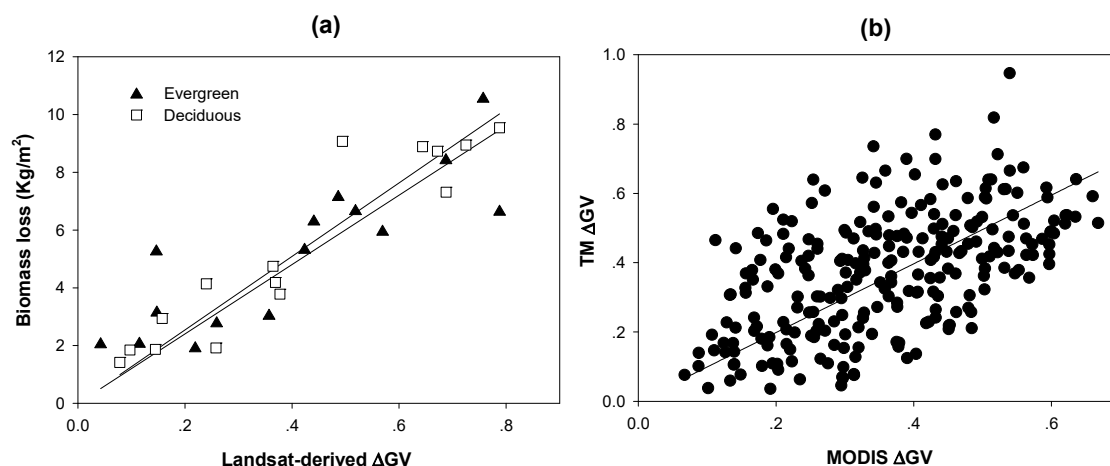 (a)
12
10
8
6
4
2
0
Biomass loss (Kg/m²)
Evergreen
Deciduous
0.0 .2 .4 .6 .8
Landsat-derived ΔGV
(b)
1.0
.8
.6
.4
.2
0.0
TM ΔGV
0.0 .2 .4 .6
MODIS ΔGV